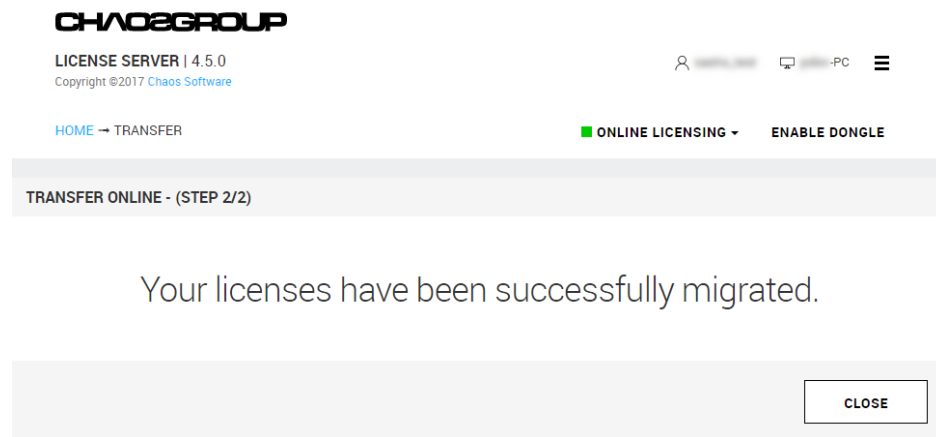 CHAOSGROUP
LICENSE SERVER | 4.5.0
Copyright ©2017 Chaos Software
-PC
HOME → TRANSFER
ONLINE LICENSING
ENABLE DONGLE
TRANSFER ONLINE - (STEP 2/2)
Your licenses have been successfully migrated.
CLOSE